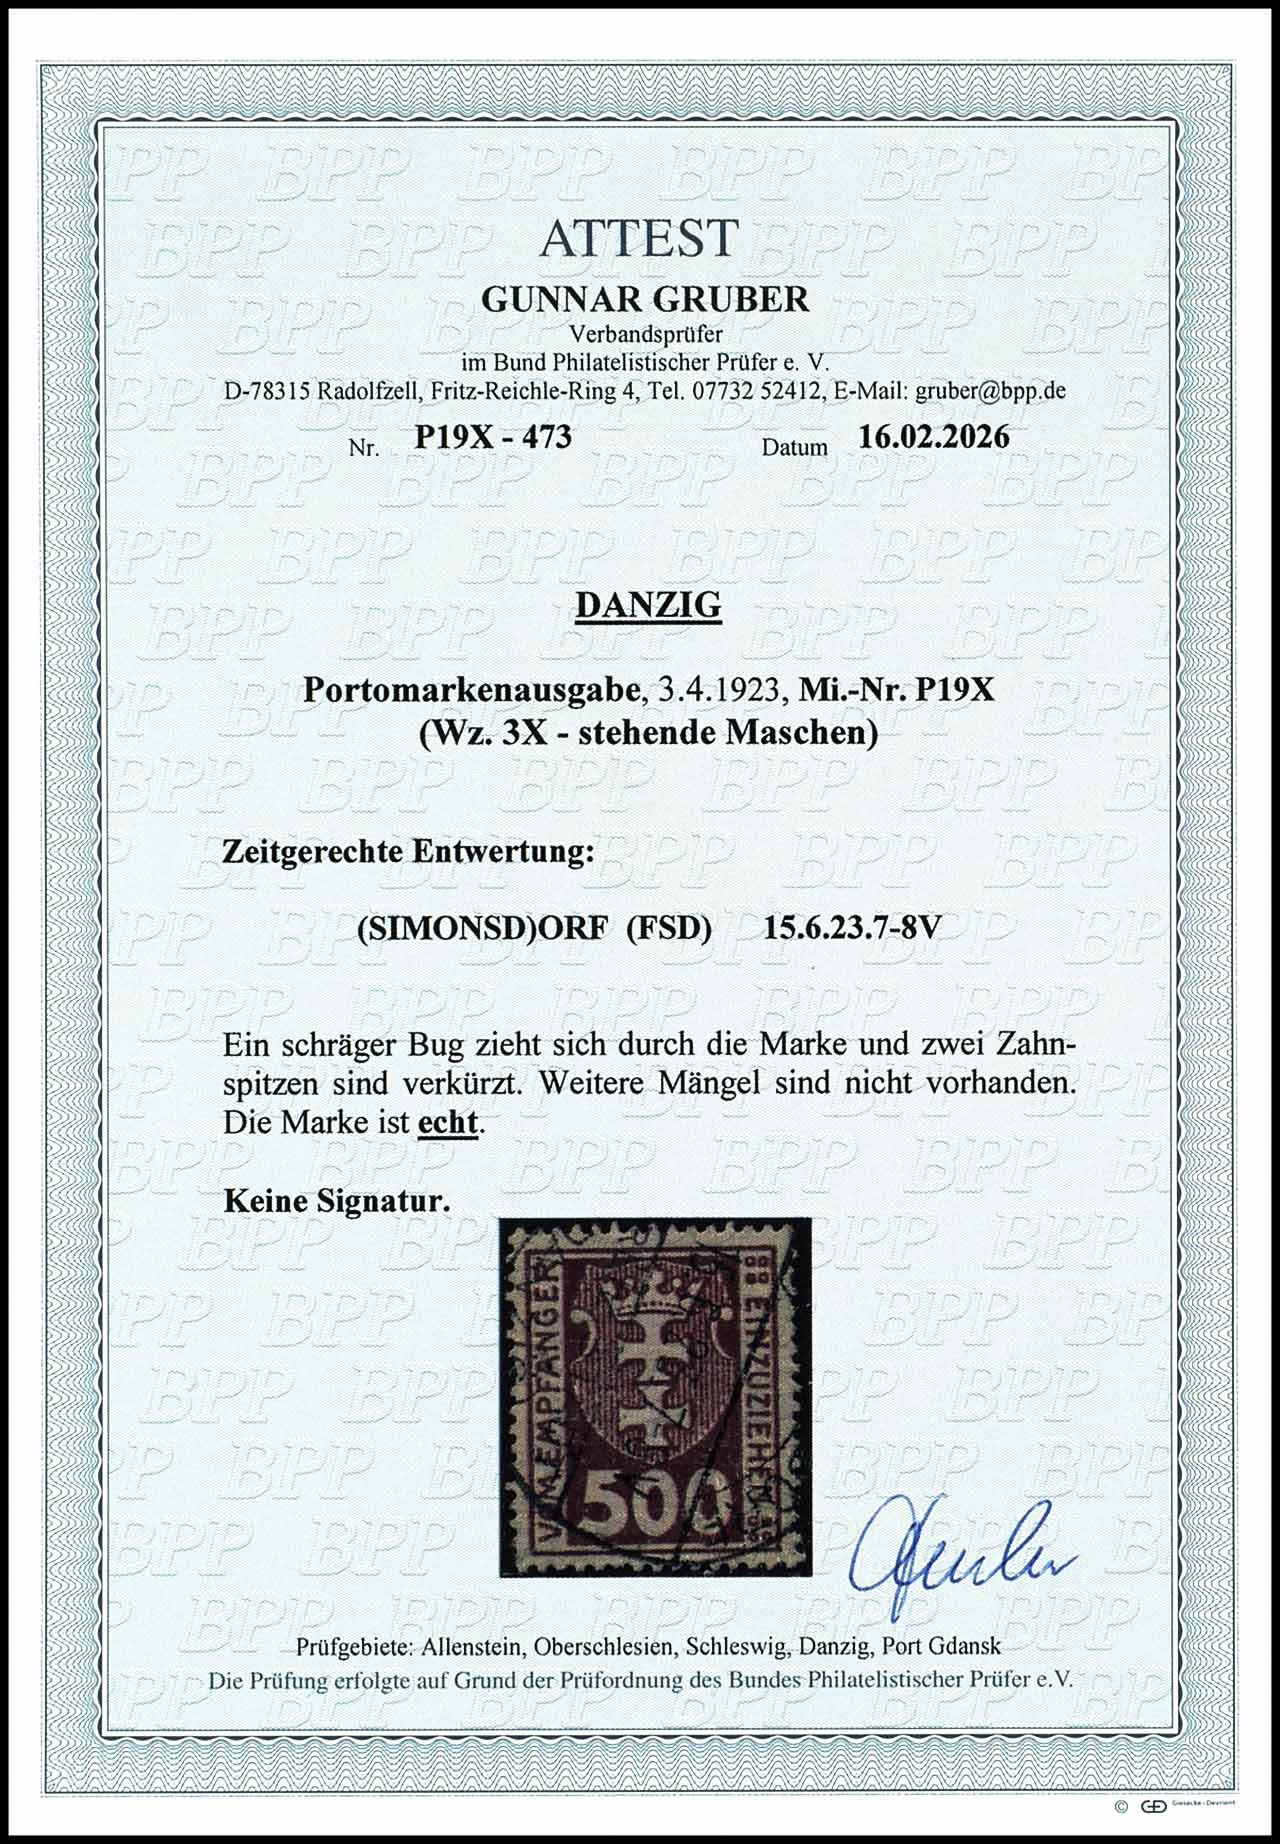 ATTEST
GUNNAR GRUBER
Verbandsprüfer
im Bund Philatelistischer Prüfer e. V.
D-78315 Radolfzell, Fritz-Reichle-Ring 4, Tel. 07732 52412, E-Mail: gruber@bpp.de
Nr. P19X - 473 Datum 16.02.2026
DANZIG
Portomarkenausgabe, 3.4.1923, Mi.-Nr. P19X
(Wz. 3X - stehende Maschen)
Zeitgerechte Entwertung:
(SIMONSD)ORF (FSD) 15.6.23.7-8V
Ein schräger Bug zieht sich durch die Marke und zwei Zahn-
spitzen sind verkürzt. Weitere Mängel sind nicht vorhanden.
Die Marke ist echt.
Keine Signatur.
VOM EMPFÄNGER
EINZUZIEHEN
500
Prüfgebiete: Allenstein, Oberschlesien, Schleswig, Danzig, Port Gdansk
Die Prüfung erfolgte auf Grund der Prüfordnung des Bundes Philatelistischer Prüfer e.V.
© Giesecke & Devrient